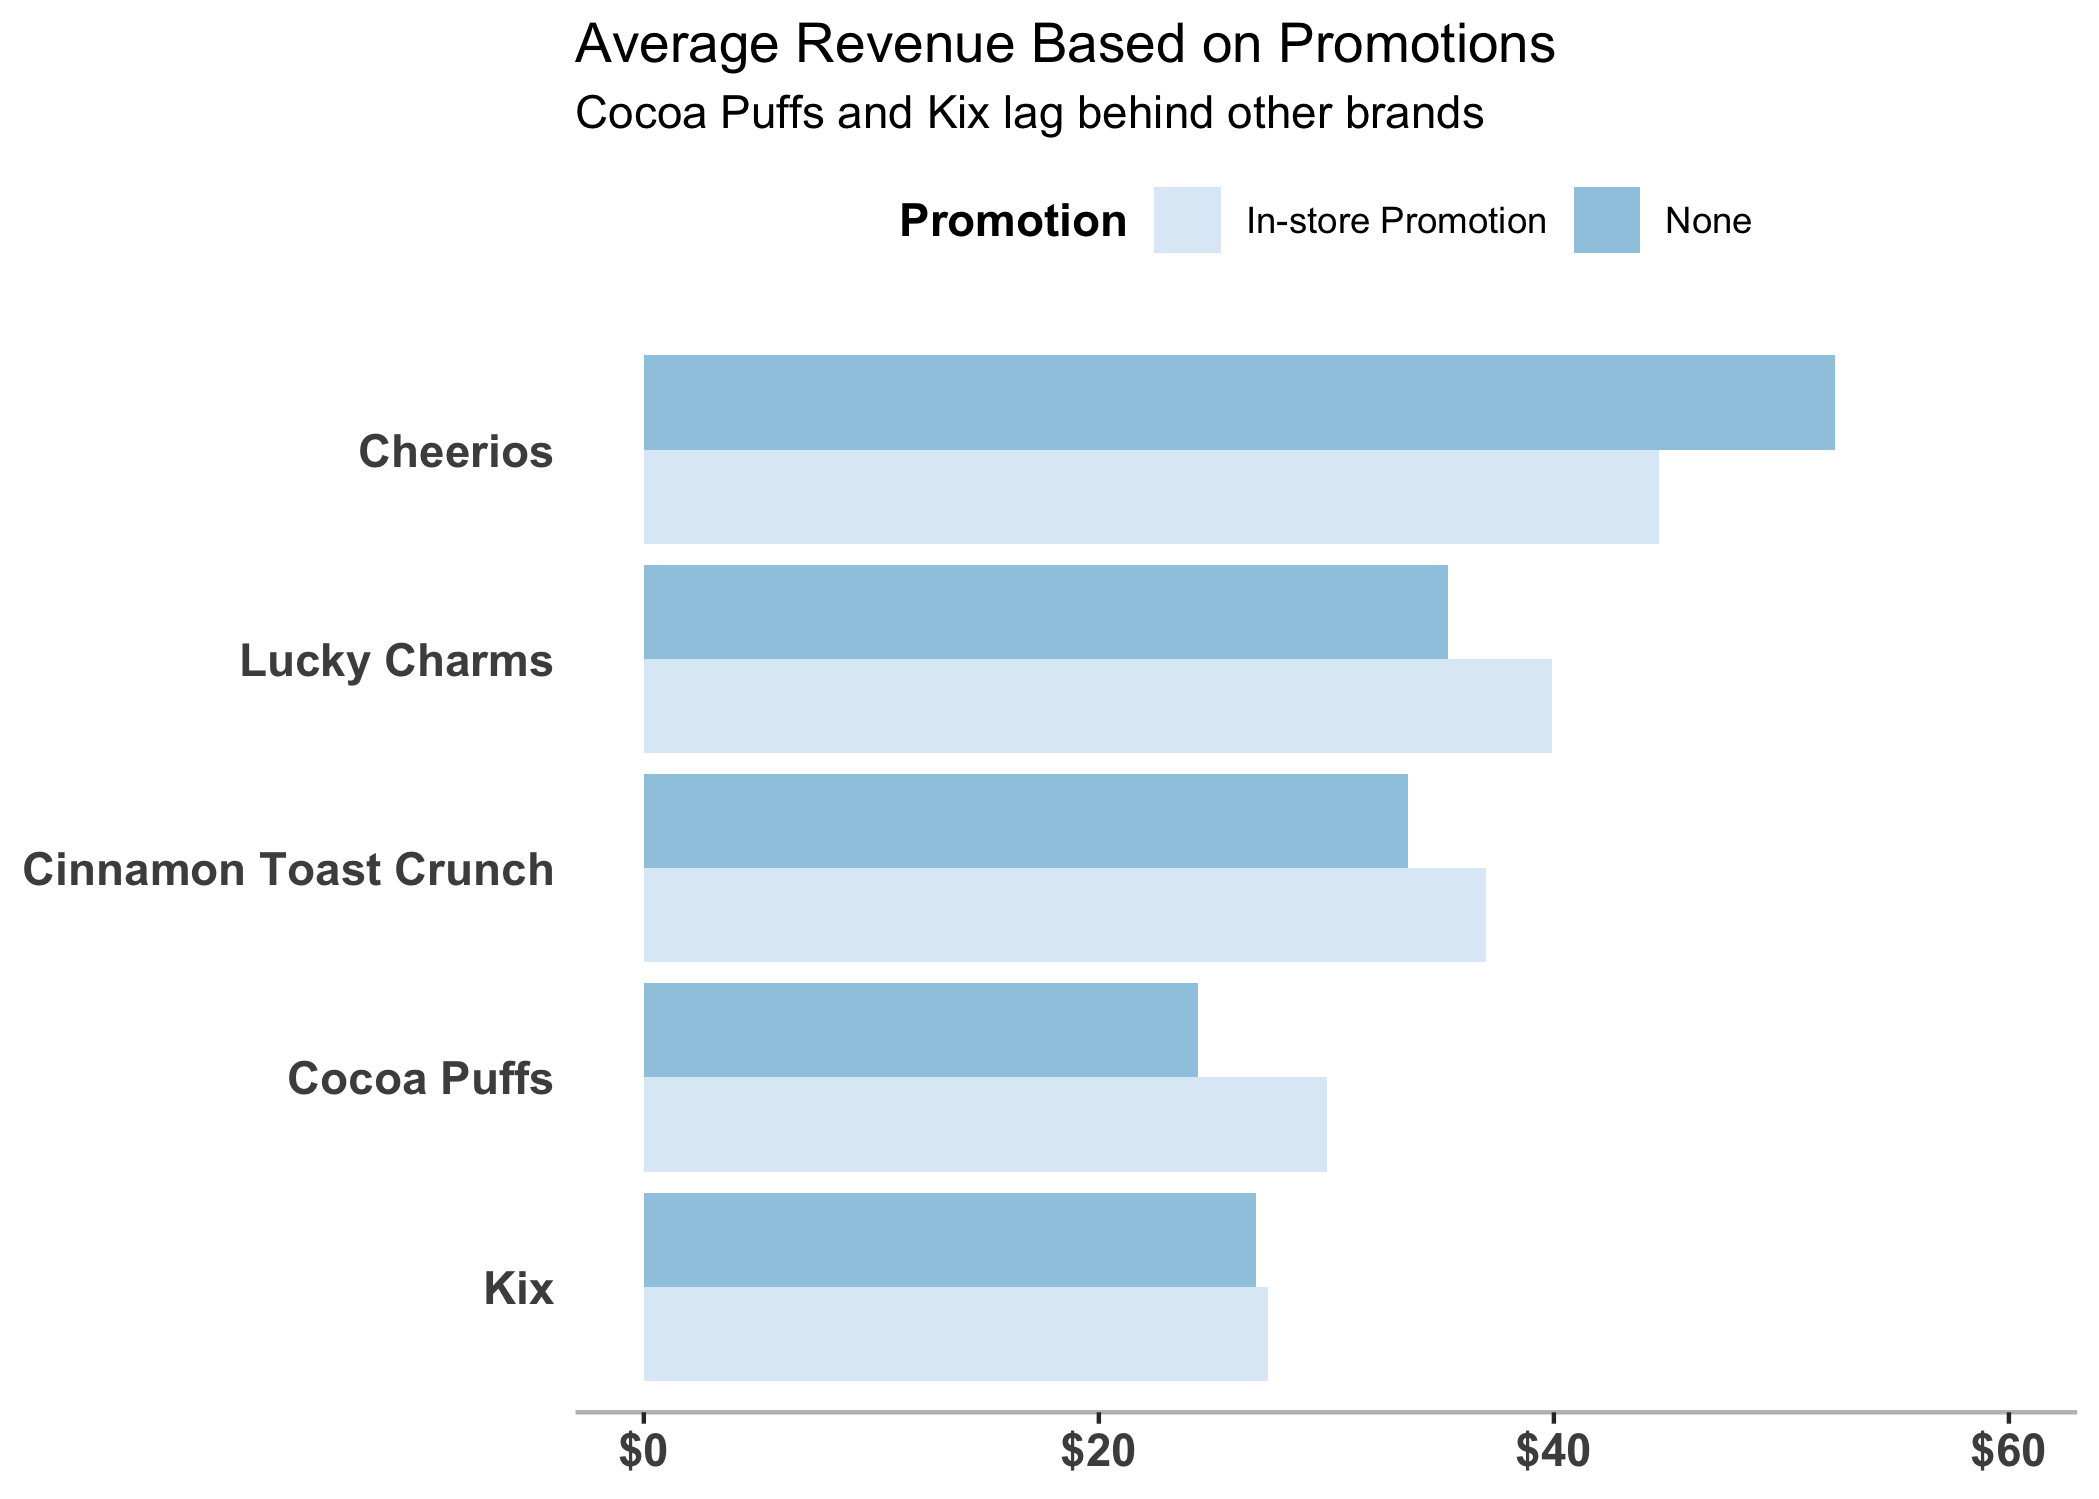 Average Revenue Based on Promotions
Cocoa Puffs and Kix lag behind other brands
Promotion In-store Promotion None
Cheerios
Lucky Charms
Cinnamon Toast Crunch
Cocoa Puffs
Kix
$0 $20 $40 $60